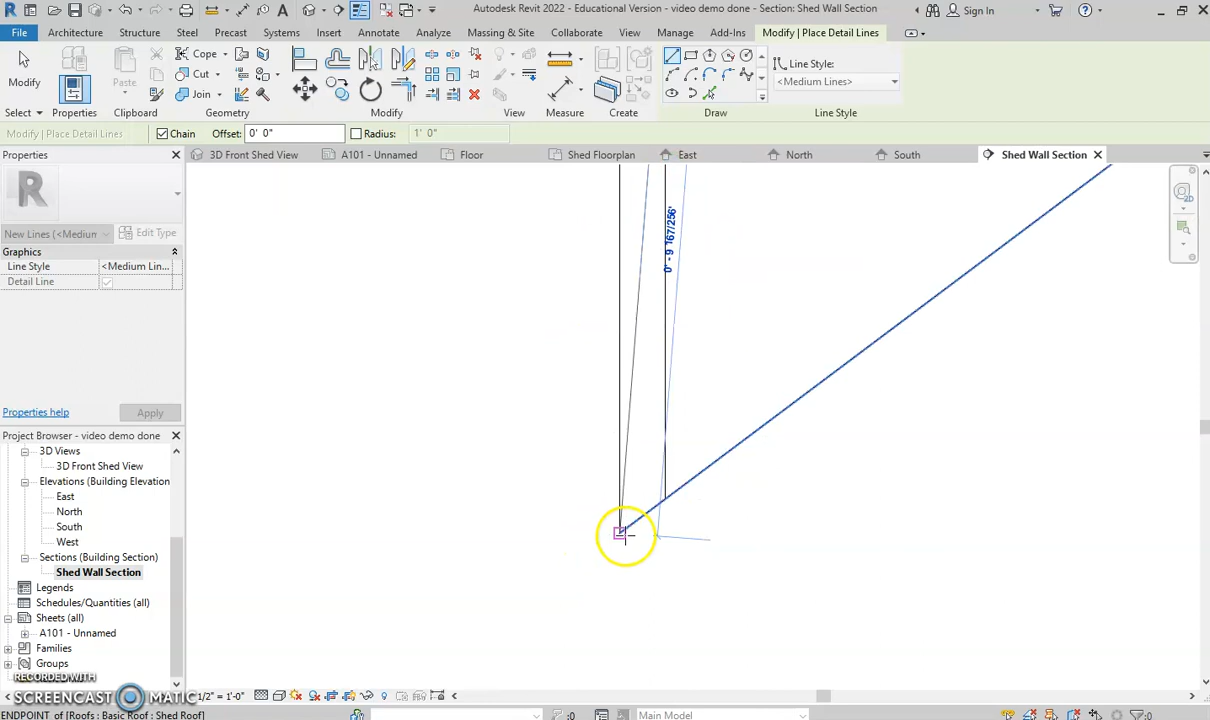 Autodesk Revit 2022 - Educational Version - video demo done - Section: Shed Wall Section
Sign In
File Architecture Structure Steel Precast Systems Insert Annotate Analyze Massing & Site Collaborate View Manage Add-Ins Modify | Place Detail Lines
Modify
Properties
Paste
Cope
Cut
Join
Line Style:
<Medium Lines>
Select Properties Clipboard Geometry Modify View Measure Create Draw Line Style
Modify | Place Detail Lines Chain Offset: 0' 0" Radius: 1' 0"
Properties
3D Front Shed View A101 - Unnamed Floor Shed Floorplan East North South Shed Wall Section
2D
New Lines (<Medium Edit Type
Graphics
Line Style <Medium Lin...
Detail Line
0' - 9 167/256"
Properties help Apply
Project Browser - video demo done
3D Views
3D Front Shed View
Elevations (Building Elevation
East
North
South
West
Sections (Building Section)
Shed Wall Section
Legends
Schedules/Quantities (all)
Sheets (all)
A101 - Unnamed
Families
Groups
RECORDED WITH
SCREENCAST MATIC
1/2" = 1'-0"
ENDPOINT of [Roofs : Basic Roof : Shed Roof]
:0
Main Model
:0